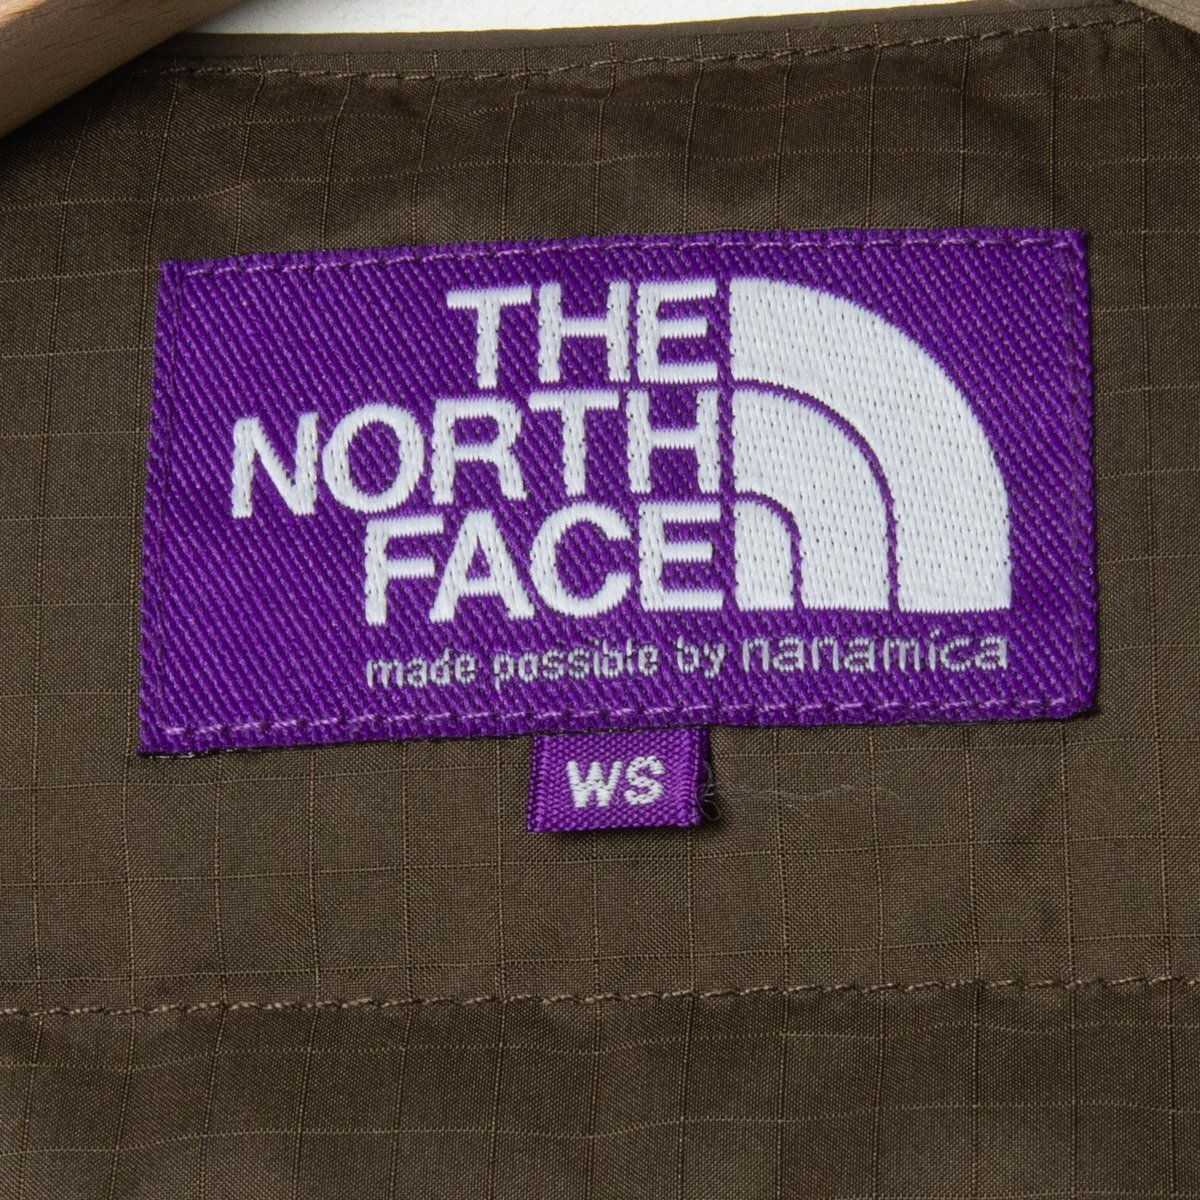 THE
NORTH
FACE
made possible by nanamica
WS